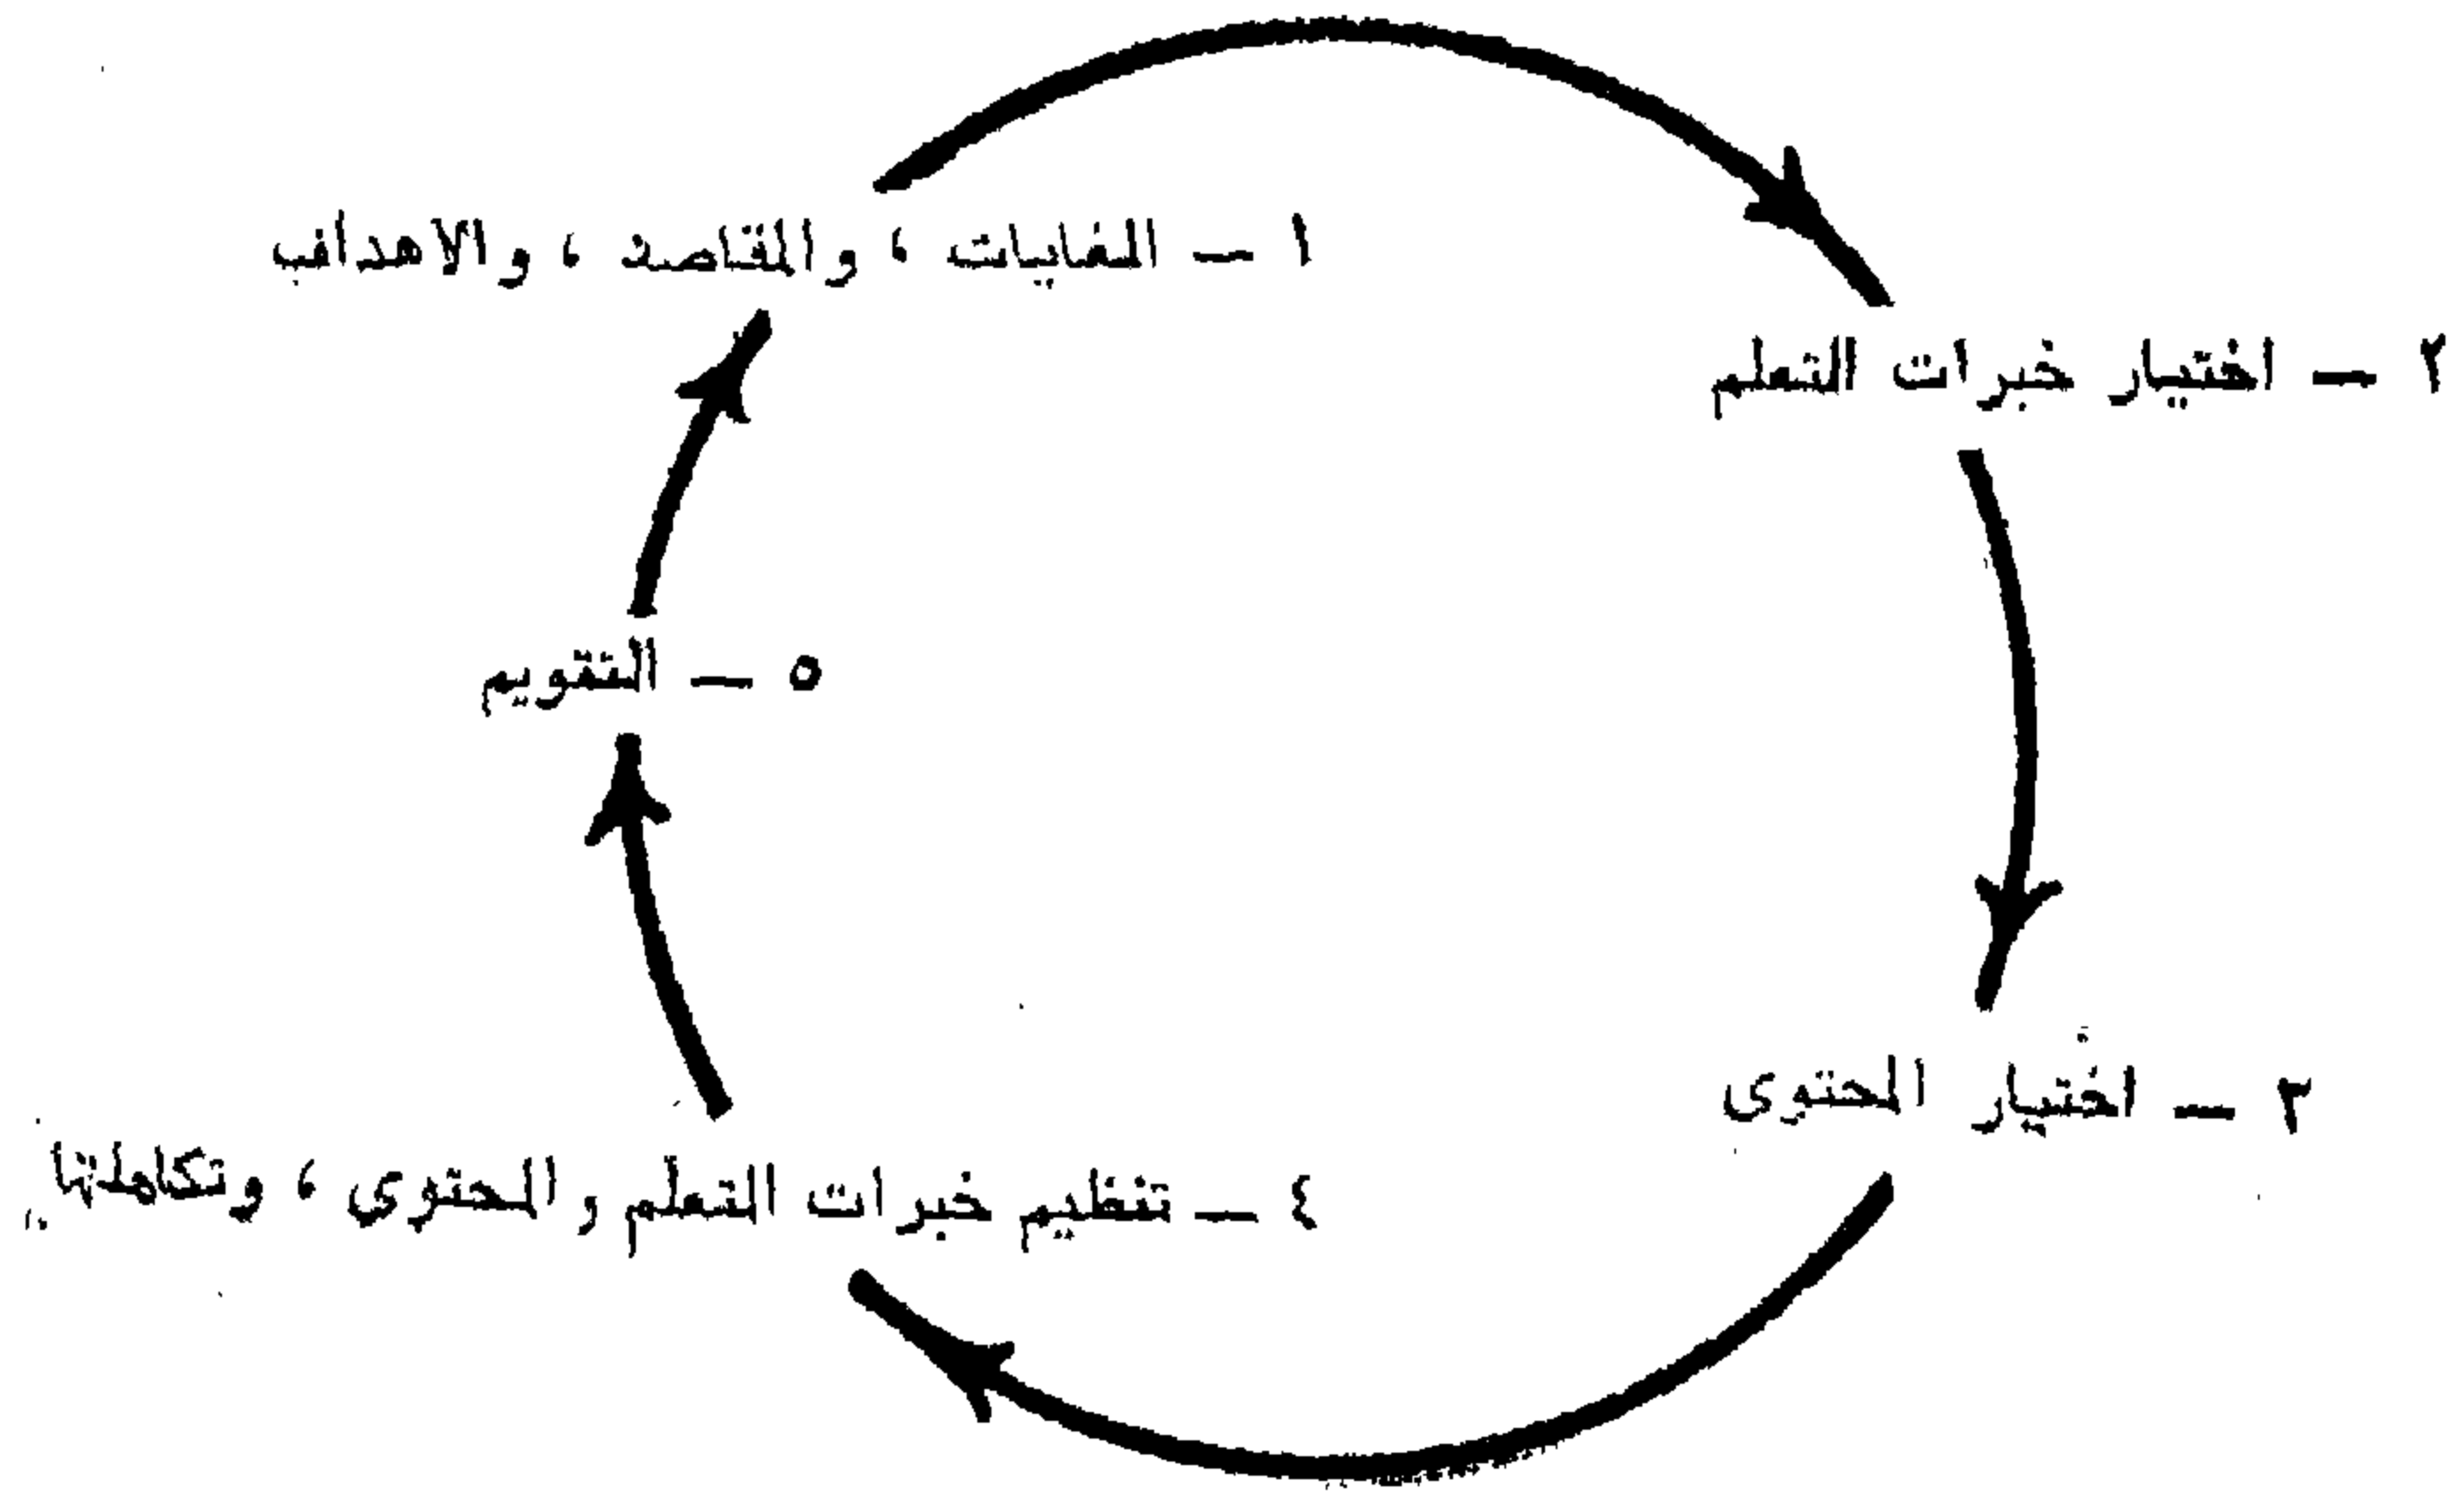 ١ — الغايات ، والمقاصد ، والاهداف
٢ — اختيار خبرات التعلم
٣ — اختيار المحتوى
٤ — تنظيم خبرات التعلم والمحتوى ، وتكاملها
٥ — التقويم